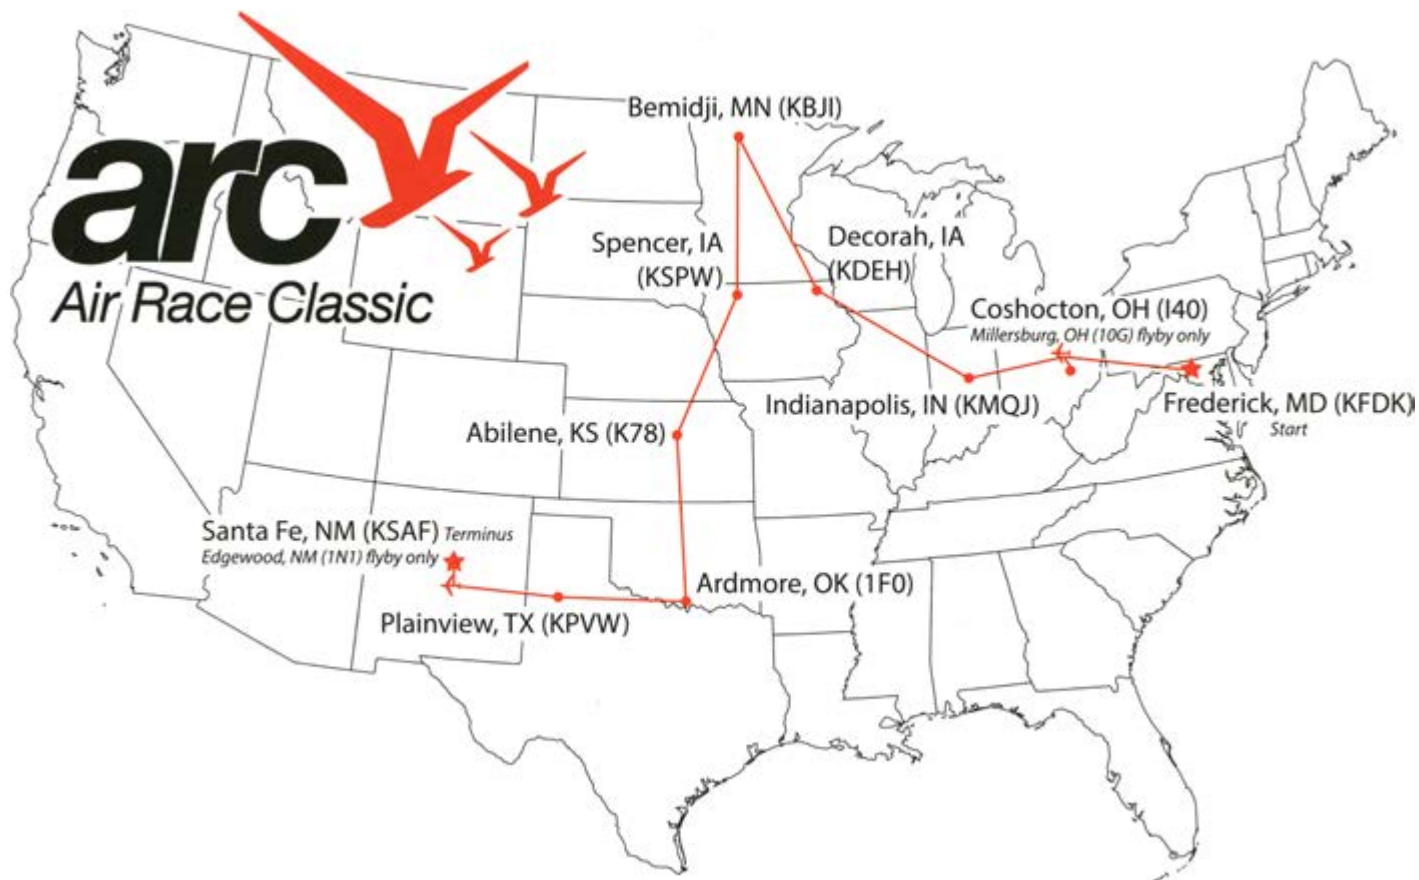 arc
Air Race Classic
Bemidji, MN (KBJI)
Spencer, IA
(KSPW)
Decorah, IA
(KDEH)
Coshocton, OH (I40)
Millersburg, OH (10G) flyby only
Indianapolis, IN (KMQJ)
Frederick, MD (KFDK)
Start
Abilene, KS (K78)
Santa Fe, NM (KSAF) Terminus
Edgewood, NM (1N1) flyby only
Ardmore, OK (1F0)
Plainview, TX (KPVW)